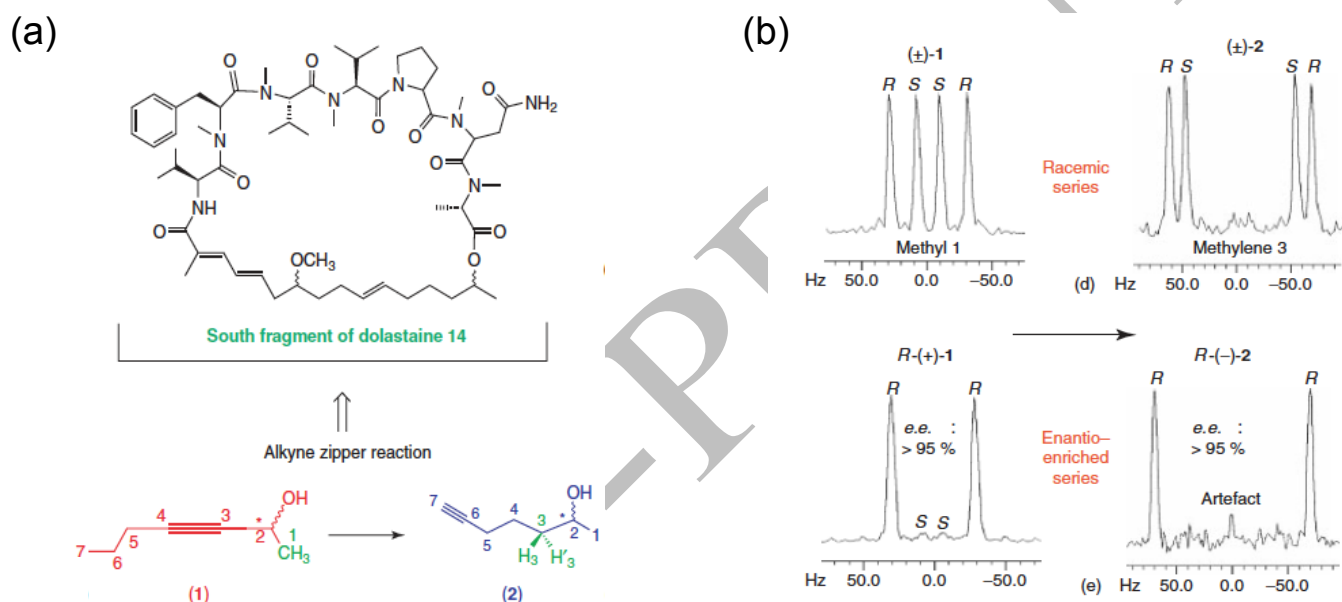 (a)
O
N
O
N
O
N
O
N
O
NH2
O
N
O
N
O
O
NH
O
OCH3
O
South fragment of dolastaine 14
Alkyne zipper reaction
OH
4
3
*
2
1
CH3
5
6
7
(1)
OH
7
6
4
3
*
2
1
5
H3
H'3
(2)
(b)
(±)-1
R S S R
Methyl 1
Hz 50.0 0.0 –50.0
Racemic
series
(±)-2
R S S R
Methylene 3
(d) Hz 50.0 0.0 –50.0
R-(+)-1
R R
e.e. :
> 95 %
S S
Hz 50.0 0.0 –50.0
Enantio–
enriched
series
R-(–)-2
R R
e.e. :
> 95 %
Artefact
(e) Hz 50.0 0.0 –50.0